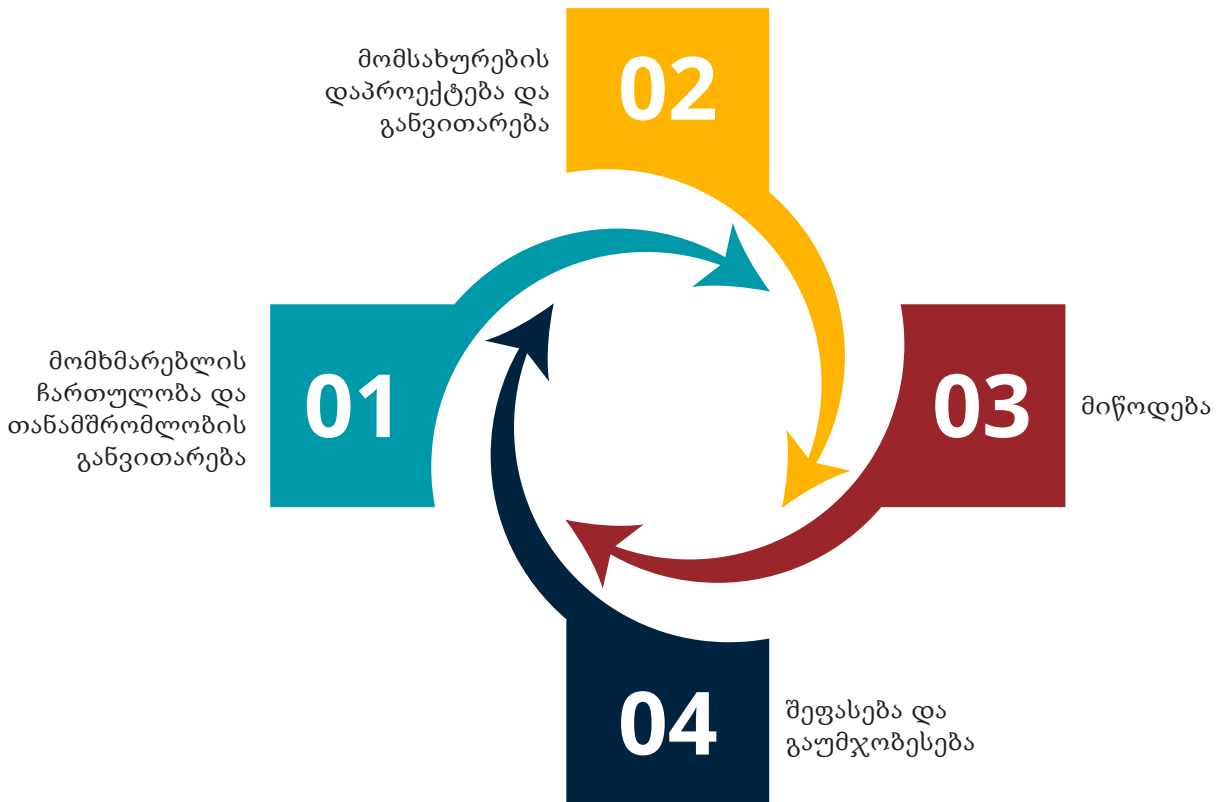 01
მომხმარებლის
ჩართულობა და
თანამშრომლობის
განვითარება
02
მომსახურების
დაპროექტება და
განვითარება
03
მიწოდება
04
შეფასება და
გაუმჯობესება